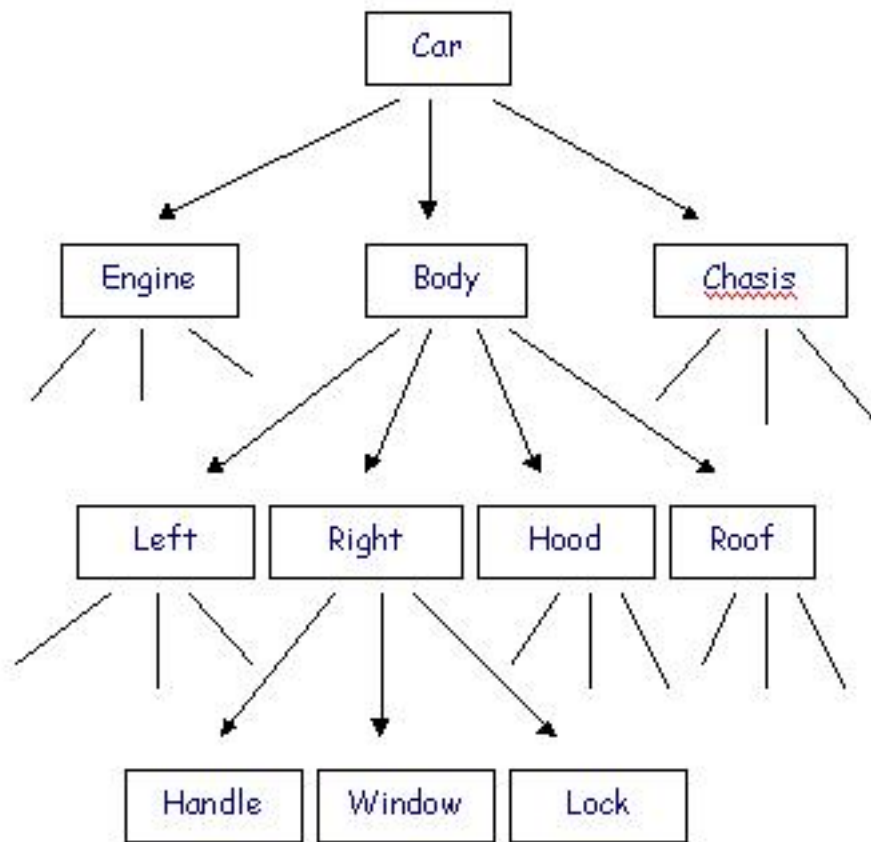 Car
Engine Body Chasis
Left Right Hood Roof
Handle Window Lock